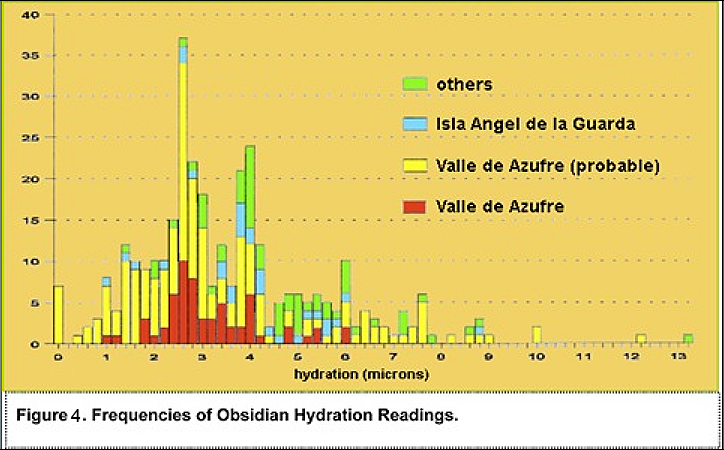 40
35
30
25
20
15
10
5
0
others
Isla Angel de la Guarda
Valle de Azufre (probable)
Valle de Azufre
0 1 2 3 4 5 6 7 8 9 10 11 12 13
hydration (microns)
Figure 4. Frequencies of Obsidian Hydration Readings.